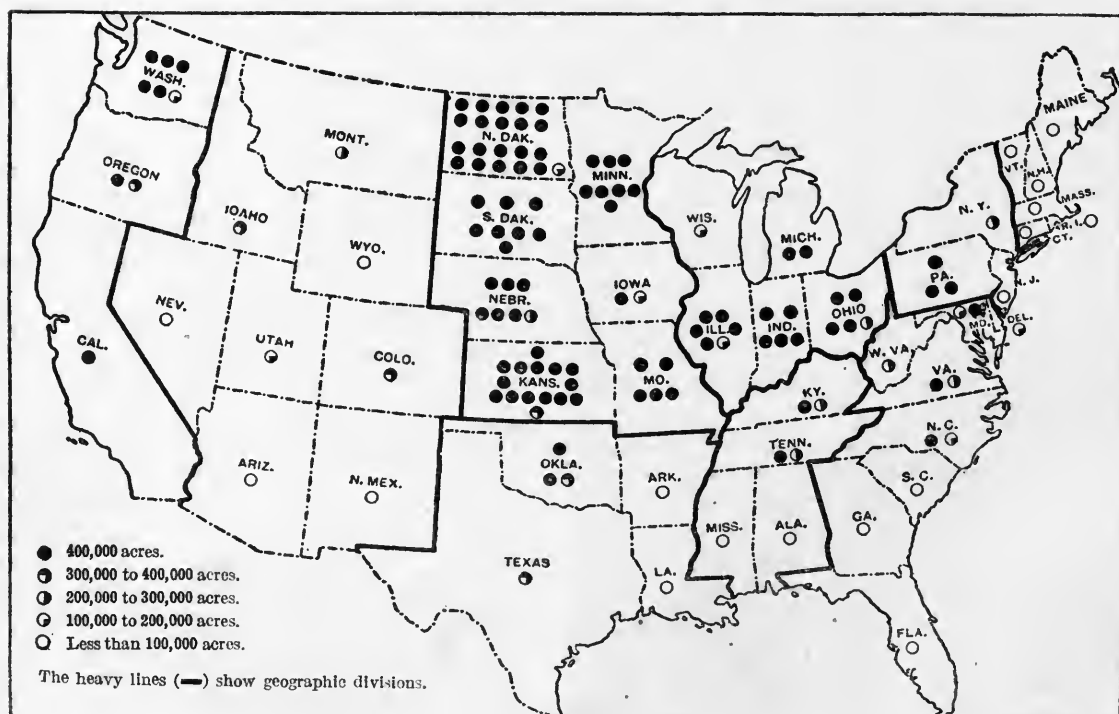 WASH.
OREGON
CAL.
IDAHO
NEV.
MONT.
WYO.
UTAH
COLO.
ARIZ.
N. MEX.
N. DAK.
S. DAK.
NEBR.
KANS.
OKLA.
TEXAS
MINN.
IOWA
MO.
ARK.
LA.
WIS.
MICH.
ILL.
IND.
OHIO
KY.
TENN.
MISS.
ALA.
MAINE
VT.
N.H.
MASS.
R. I.
CT.
N. Y.
PA.
N. J.
DEL.
MD.
W. VA.
VA.
N. C.
S. C.
GA.
FLA.
400,000 acres.
300,000 to 400,000 acres.
200,000 to 300,000 acres.
100,000 to 200,000 acres.
Less than 100,000 acres.
The heavy lines (—) show geographic divisions.